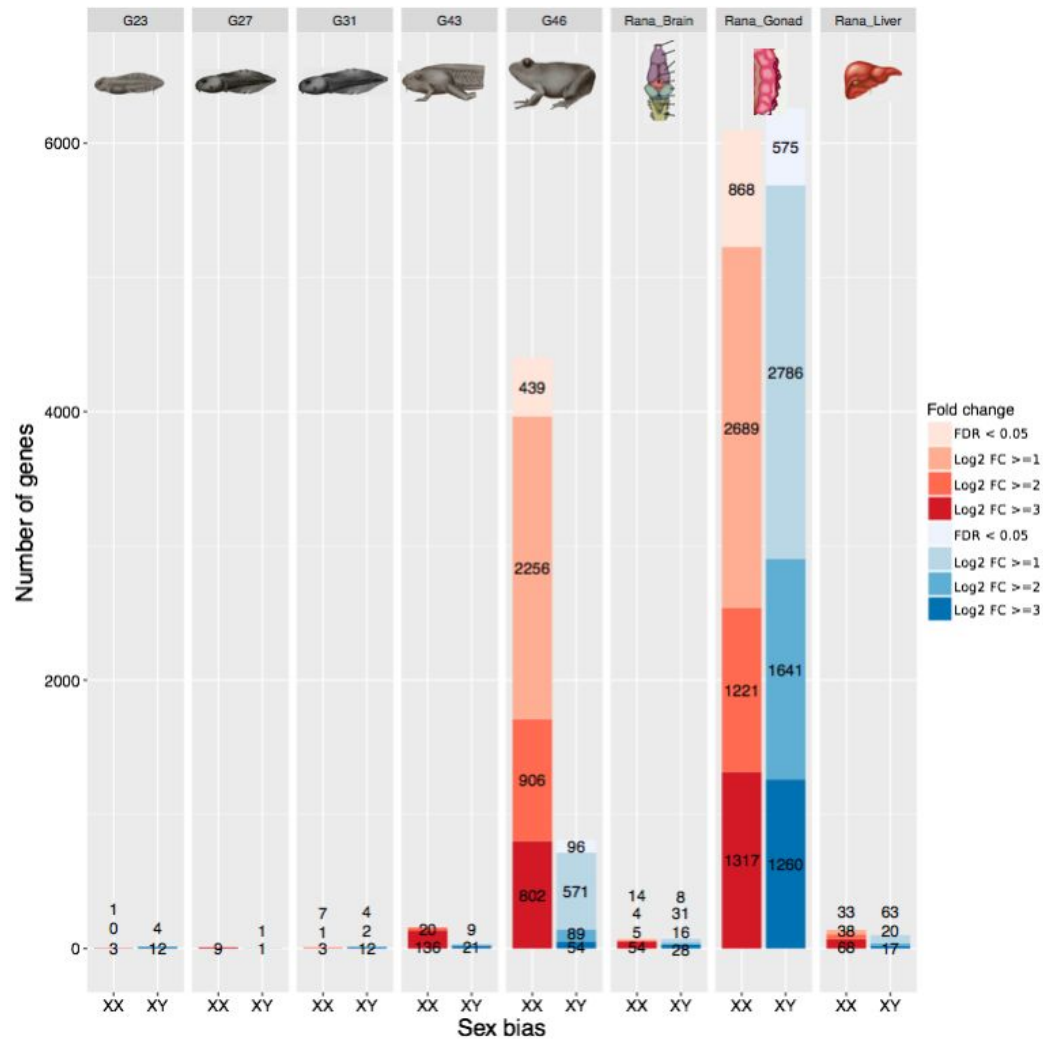 G23 G27 G31 G43 G46 Rana_Brain Rana_Gonad Rana_Liver
6000
4000
2000
0
Number of genes
1
0 4
3 12
1
9 1
7 4
1 2
3 12
20 9
136 21
439
2256
906
802
96
571
89
54
14 8
4 31
5 16
54 28
868
2689
1221
1317
575
2786
1641
1260
33 63
38 20
68 17
XX XY XX XY XX XY XX XY XX XY XX XY XX XY XX XY
Sex bias
Fold change
FDR < 0.05
Log2 FC >=1
Log2 FC >=2
Log2 FC >=3
FDR < 0.05
Log2 FC >=1
Log2 FC >=2
Log2 FC >=3